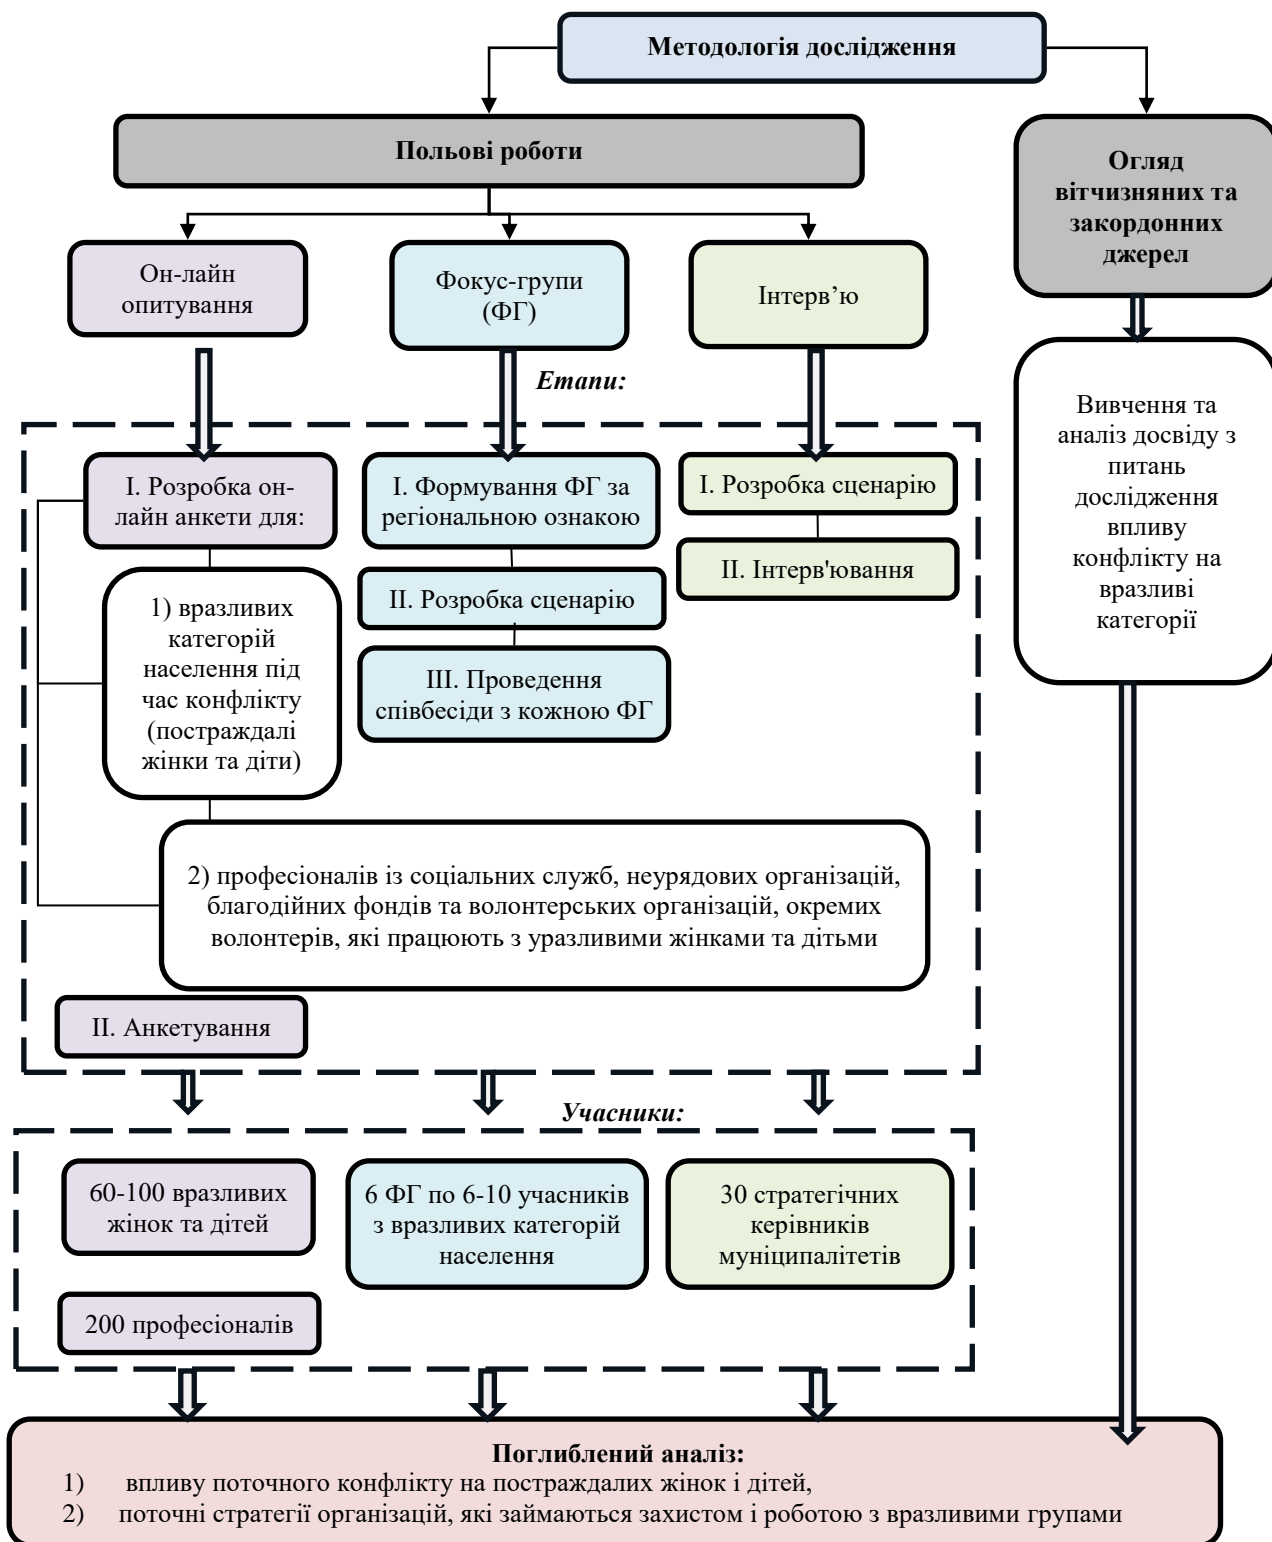 Методологія дослідження
Польові роботи
Огляд
вітчизняних та
закордонних
джерел
Он-лайн
опитування
Фокус-групи
(ФГ)
Інтерв’ю
Етапи:
Вивчення та
аналіз досвіду з
питань
дослідження
впливу
конфлікту на
вразливі
категорії
I. Розробка он-
лайн анкети для:
1) вразливих
категорій
населення під
час конфлікту
(постраждалі
жінки та діти)
2) професіоналів із соціальних служб, неурядових організацій,
благодійних фондів та волонтерських організацій, окремих
волонтерів, які працюють з уразливими жінками та дітьми
II. Анкетування
I. Формування ФГ за
регіональною ознакою
II. Розробка сценарію
III. Проведення
співбесіди з кожною ФГ
I. Розробка сценарію
II. Інтерв'ювання
Учасники:
60-100 вразливих
жінок та дітей
200 професіоналів
6 ФГ по 6-10 учасників
з вразливих категорій
населення
30 стратегічних
керівників
муніципалітетів
Поглиблений аналіз:
1) впливу поточного конфлікту на постраждалих жінок і дітей,
2) поточні стратегії організацій, які займаються захистом і роботою з вразливими групами